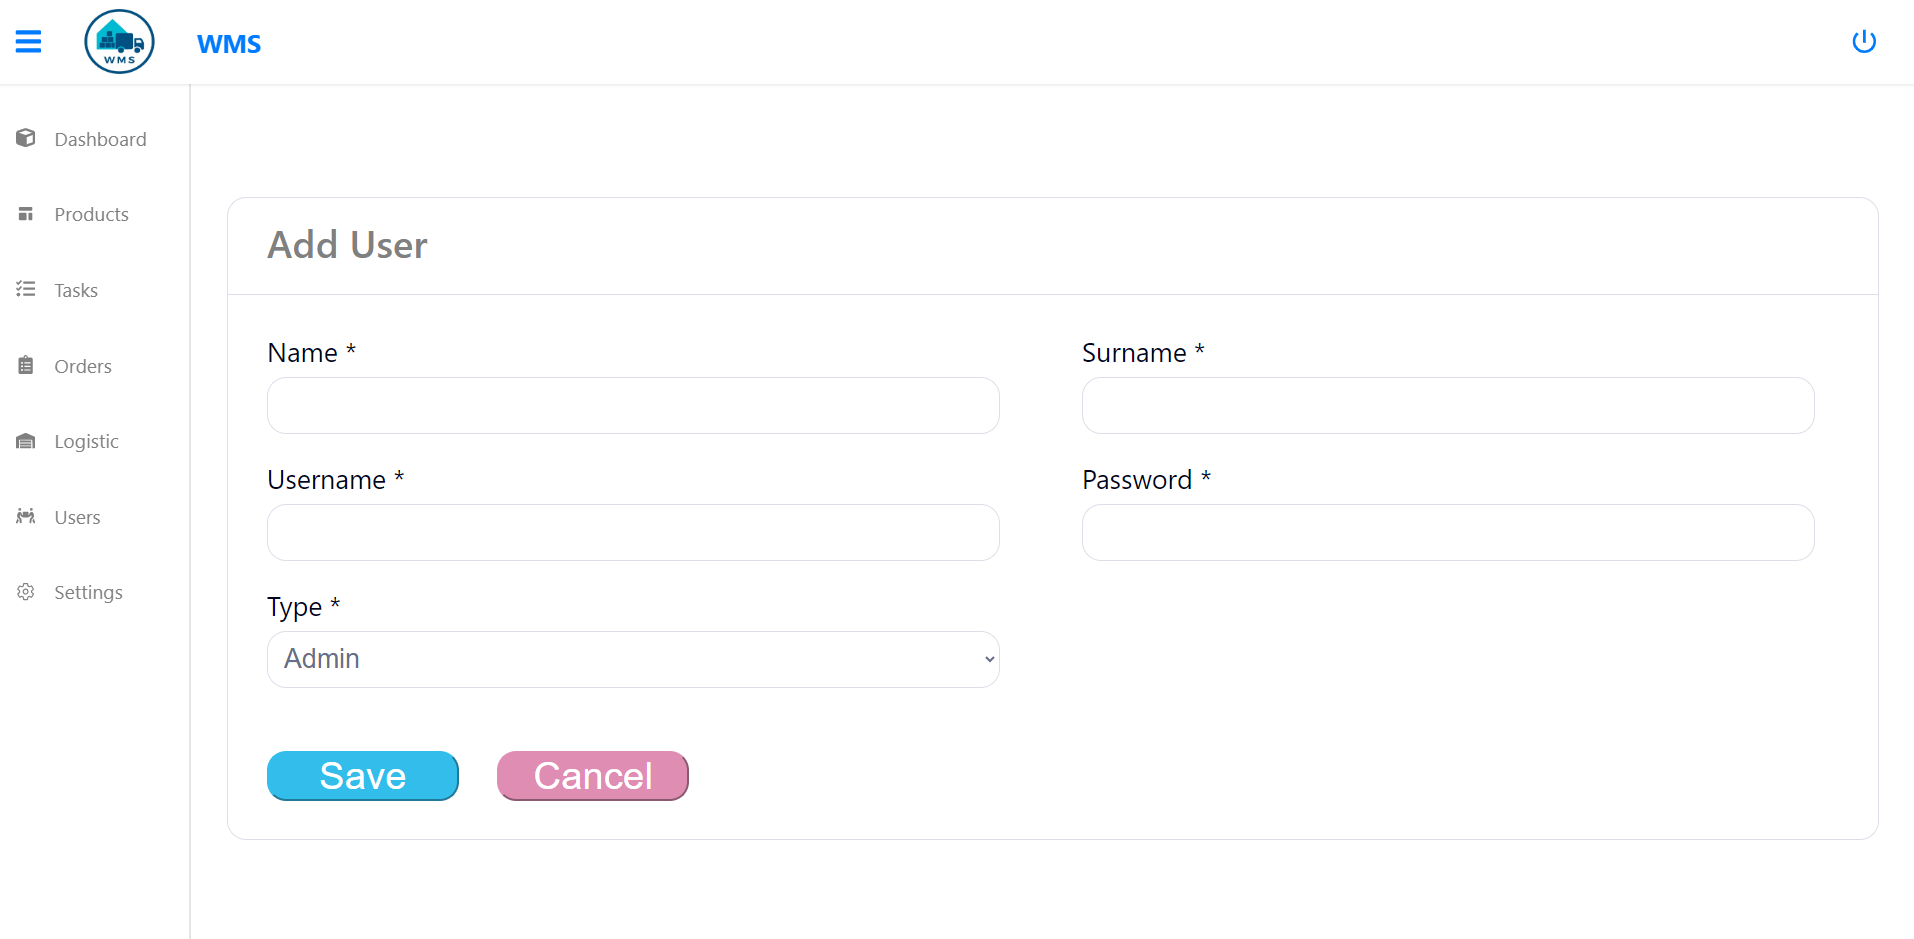 WMS
WMS
Dashboard
Products
Tasks
Orders
Logistic
Users
Settings
Add User
Name *
Surname *
Username *
Password *
Type *
Admin
Save
Cancel